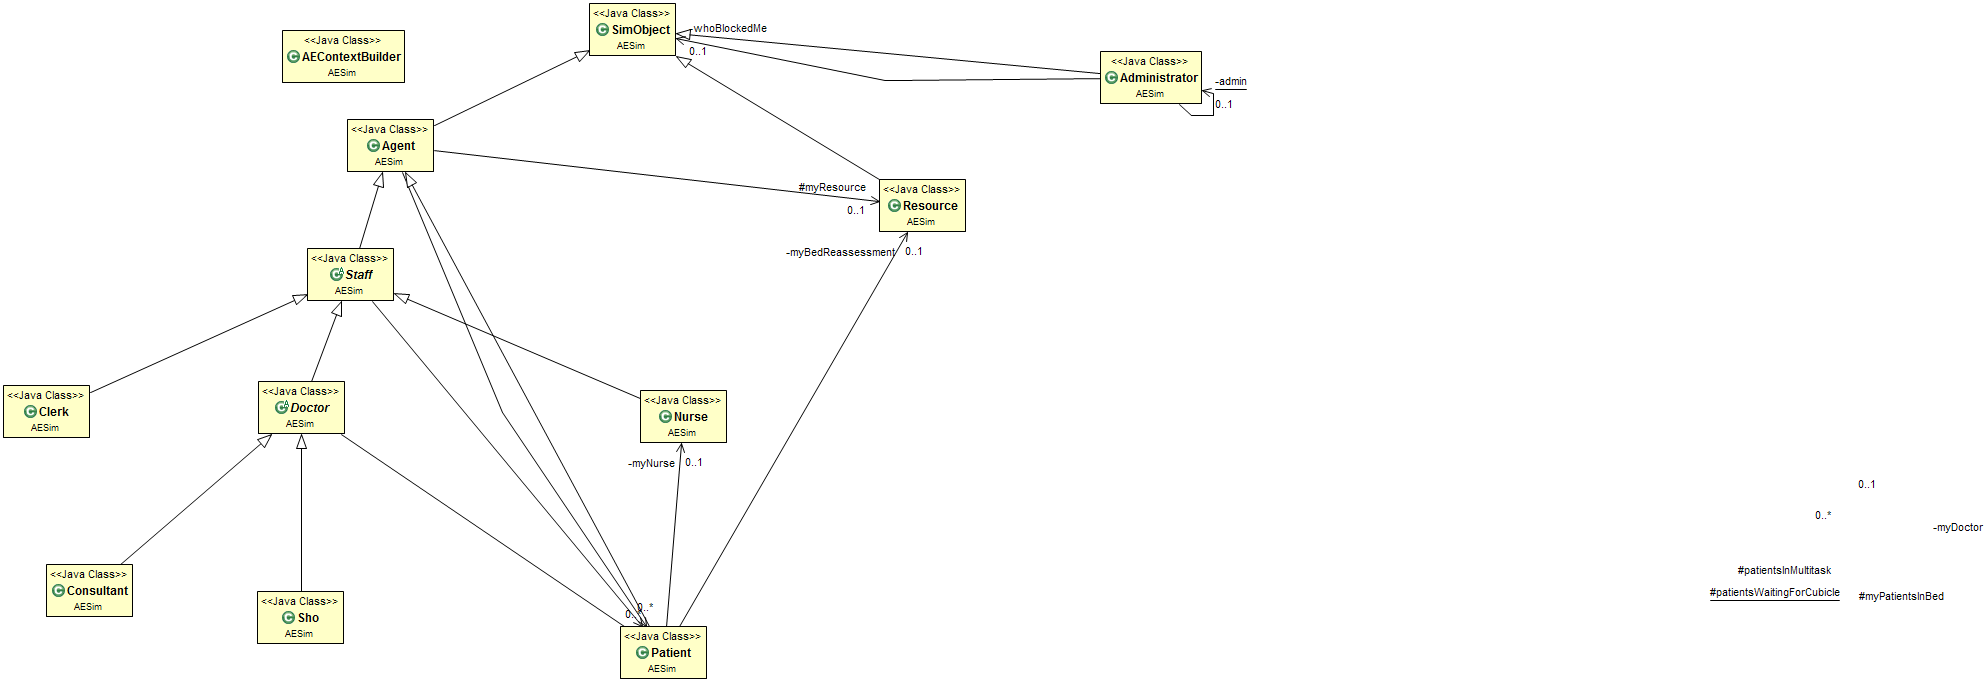 <<Java Class>>
SimObject
AESim
-whoBlockedMe
0..1
<<Java Class>>
AEContextBuilder
AESim
<<Java Class>>
Administrator
AESim
-admin
0..1
<<Java Class>>
Agent
AESim
#myResource
0..1
<<Java Class>>
Resource
AESim
-myBedReassessment
0..1
<<Java Class>>
Staff
AESim
<<Java Class>>
Clerk
AESim
<<Java Class>>
Doctor
AESim
<<Java Class>>
Nurse
AESim
-myNurse
0..1
0..1
0..*
-myDoctor
#patientsInMultitask
#patientsWaitingForCubicle
#myPatientsInBed
<<Java Class>>
Consultant
AESim
<<Java Class>>
Sho
AESim
0..*
<<Java Class>>
Patient
AESim